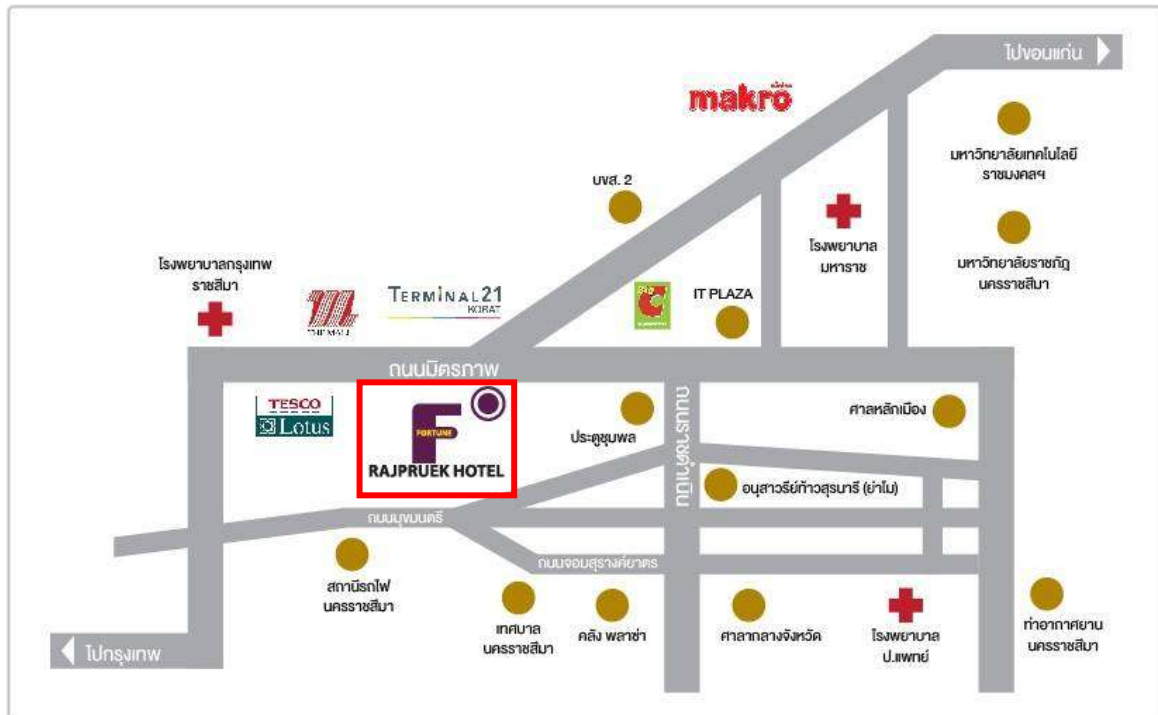 ไปขอนแก่น
makro
มหาวิทยาลัยเทคโนโลยี
ราชมงคลฯ
บขส. 2
โรงพยาบาล
มหาราช
มหาวิทยาลัยราชภัฏ
นครราชสีมา
โรงพยาบาลกรุงเทพ
ราชสีมา
THE MALL
TERMINAL21
KORAT
Big C
IT PLAZA
ถนนมิตรภาพ
TESCO
Lotus
FORTUNE
RAJPRUEK HOTEL
ประตูชุมพล
ถนนราชดำเนิน
ศาลหลักเมือง
อนุสาวรีย์ท้าวสุรนารี (ย่าโม)
ถนนมุขมนตรี
ถนนจอมสุรางค์ยาตร
สถานีรถไฟ
นครราชสีมา
เทศบาล
นครราชสีมา
คลัง พลาซ่า
ศาลากลางจังหวัด
โรงพยาบาล
ป.แพทย์
ท่าอากาศยาน
นครราชสีมา
ไปกรุงเทพ